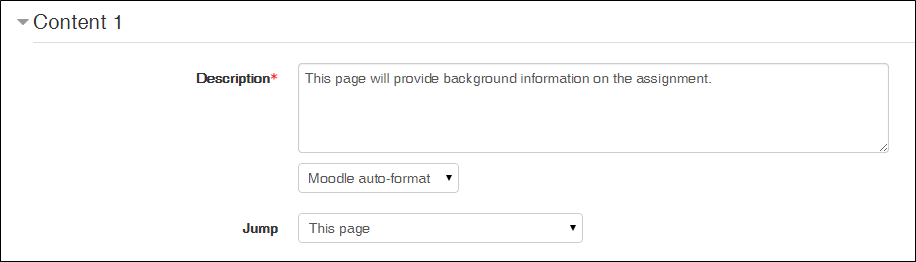 Content 1
Description*
This page will provide background information on the assignment.
Moodle auto-format
Jump
This page